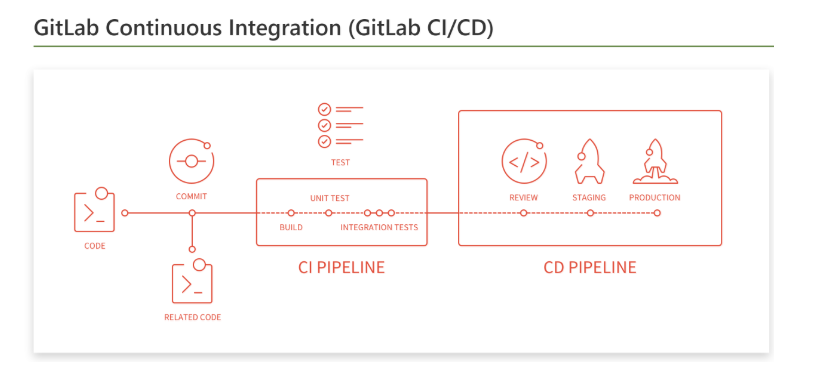 GitLab Continuous Integration (GitLab CI/CD)
TEST
COMMIT
UNIT TEST
REVIEW
STAGING
PRODUCTION
BUILD
INTEGRATION TESTS
CODE
CI PIPELINE
CD PIPELINE
RELATED CODE